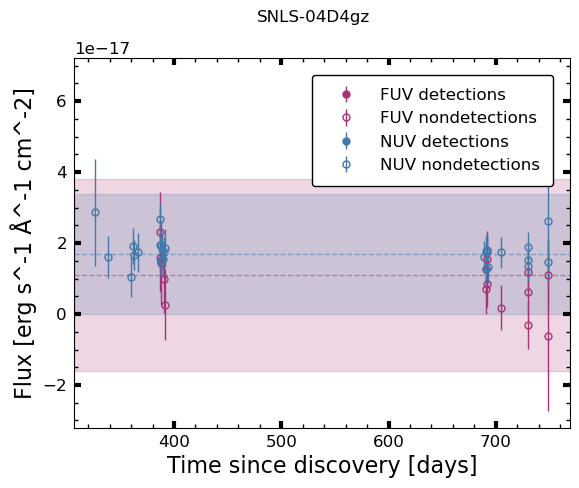 SNLS-04D4gz
1e−17
FUV detections
FUV nondetections
NUV detections
NUV nondetections
6
4
2
0
−2
Flux [erg s^-1 Å^-1 cm^-2]
400 500 600 700
Time since discovery [days]